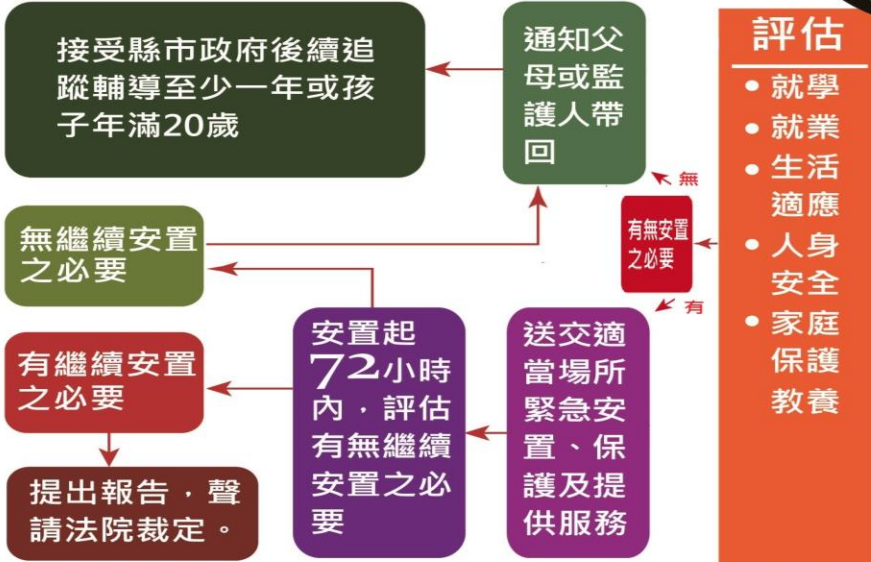 接受縣市政府後續追
蹤輔導至少一年或孩
子年滿20歲
通知父
母或監
護人帶
回
評估
• 就學
• 就業
• 生活
適應
• 人身
安全
• 家庭
保護
教養
無
有無安置
之必要
有
無繼續安置
之必要
有繼續安置
之必要
安置起
72小時
內，評估
有無繼續
安置之必
要
送交適
當場所
緊急安
置、保
護及提
供服務
提出報告，聲
請法院裁定。